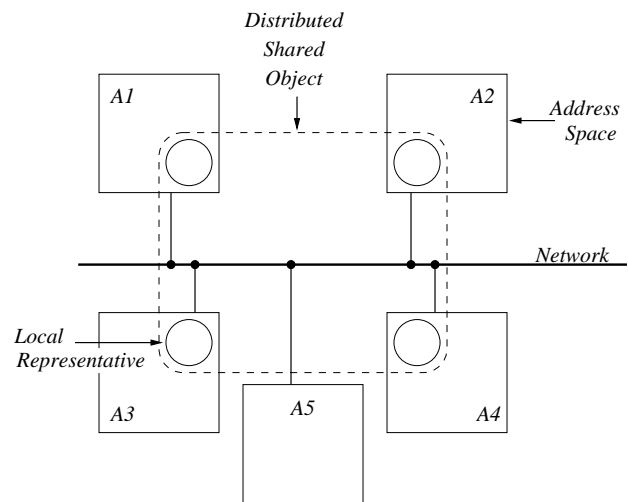 Distributed
Shared
Object
A1
A2
Address
Space
Network
Local
Representative
A3
A5
A4